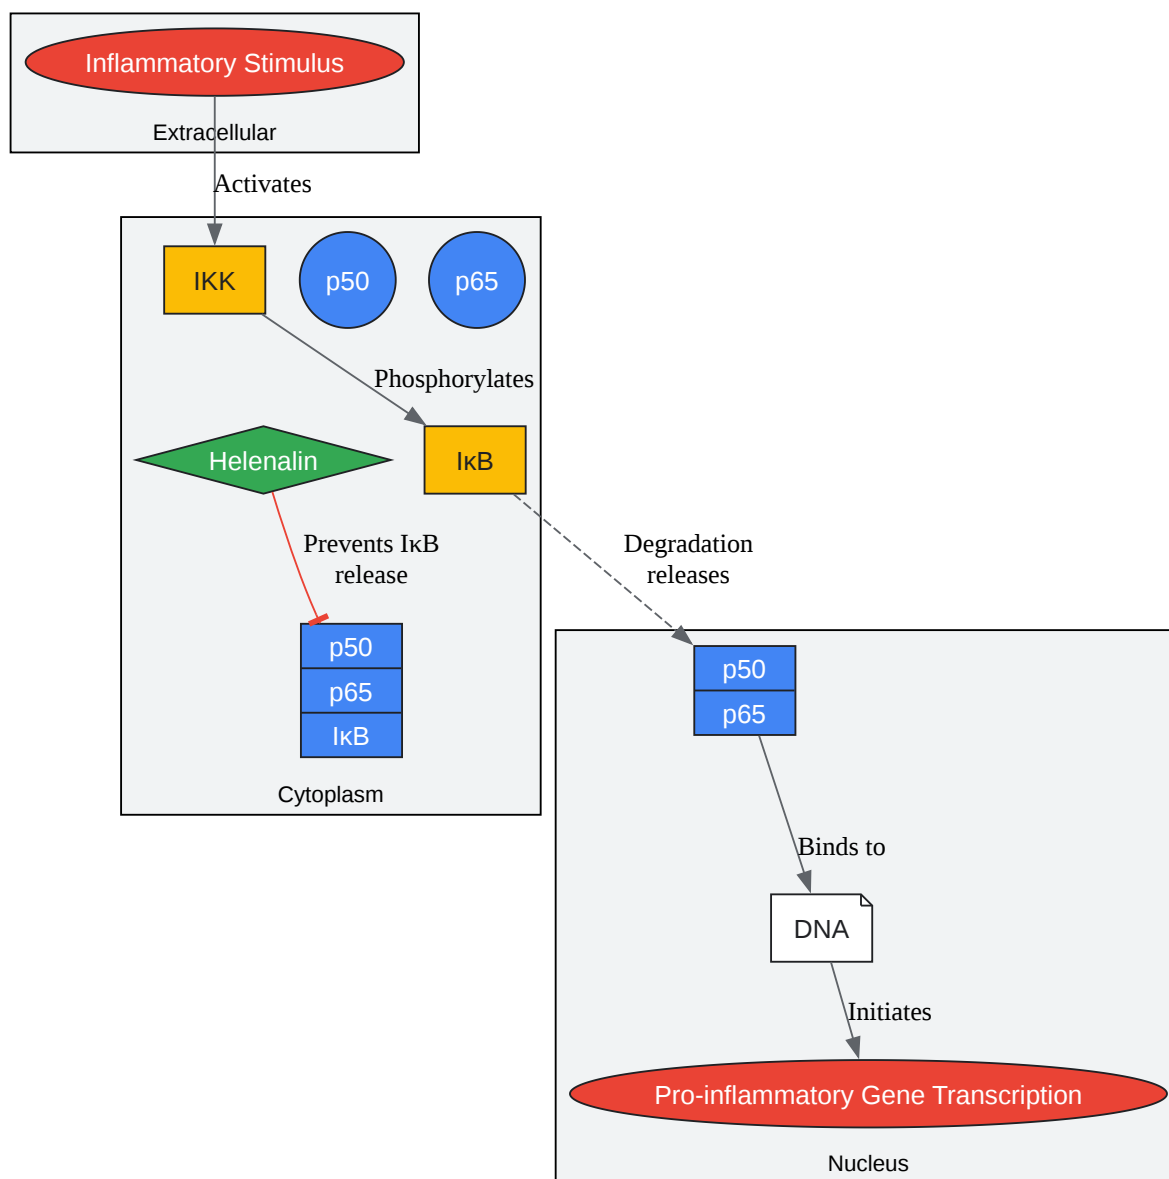 Inflammatory Stimulus
Extracellular
Activates
IKK
p50
p65
Phosphorylates
Helenalin
IκB
Prevents IκB
release
Degradation
releases
p50
p65
IκB
Cytoplasm
p50
p65
Binds to
DNA
Initiates
Pro-inflammatory Gene Transcription
Nucleus